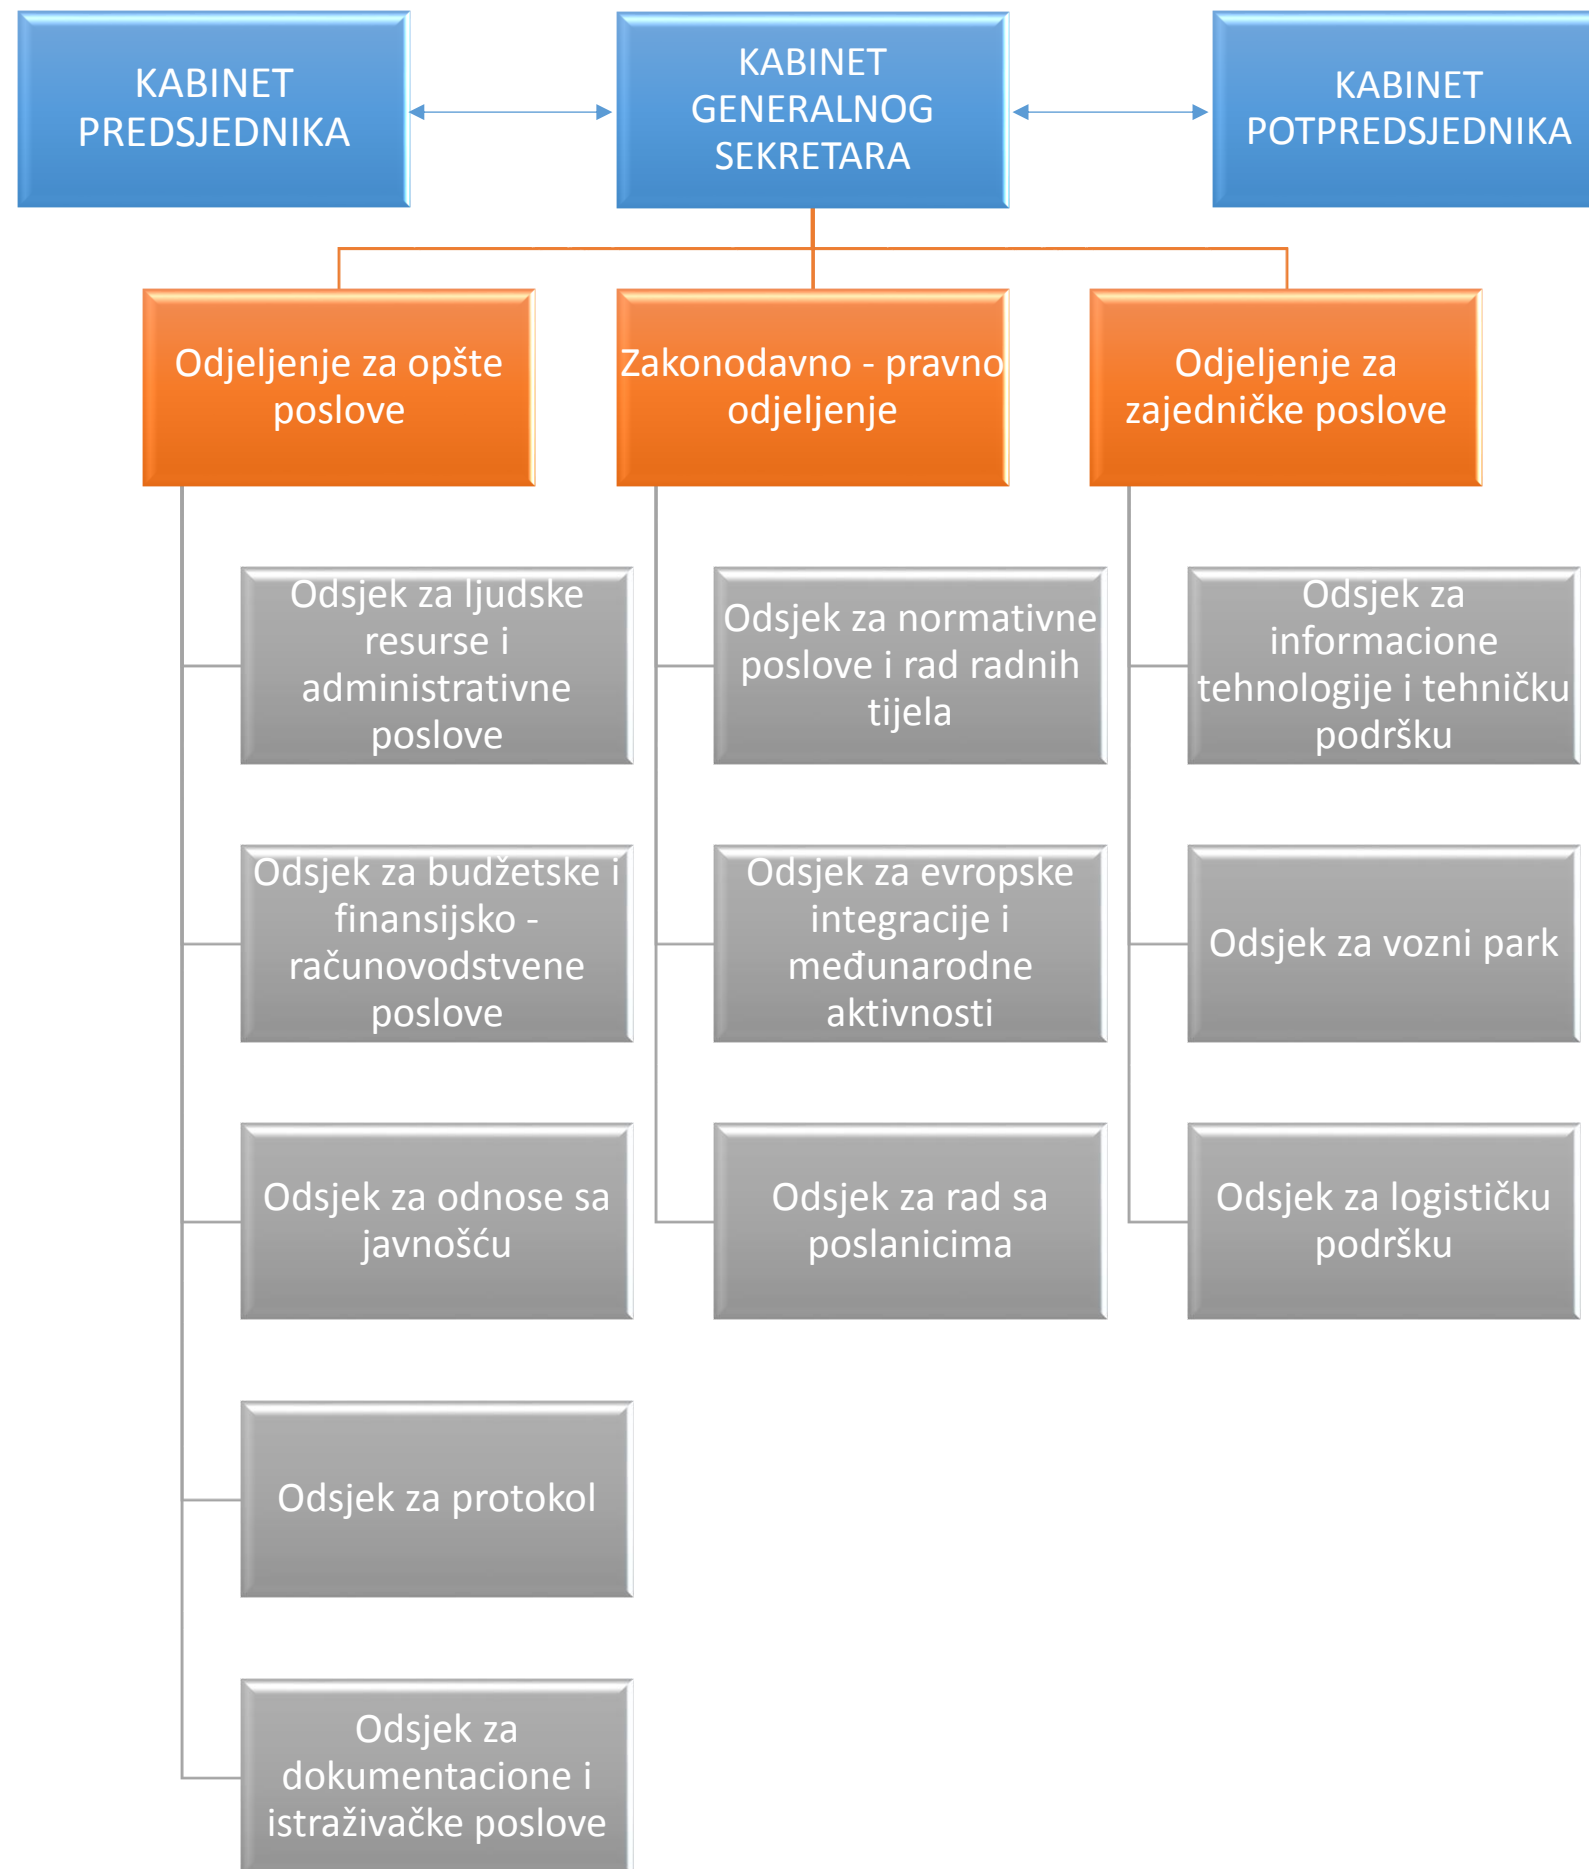 KABINET
PREDSJEDNIKA
KABINET
GENERALNOG
SEKRETARA
KABINET
POTPREDSJEDNIKA
Odjeljenje za opšte
poslove
Zakonodavno - pravno
odjeljenje
Odjeljenje za
zajedničke poslove
Odsjek za ljudske
resurse i
administrativne
poslove
Odsjek za normativne
poslove i rad radnih
tijela
Odsjek za
informacione
tehnologije i tehničku
podršku
Odsjek za budžetske i
finansijsko -
računovodstvene
poslove
Odsjek za evropske
integracije i
međunarodne
aktivnosti
Odsjek za vozni park
Odsjek za odnose sa
javnošću
Odsjek za rad sa
poslanicima
Odsjek za logističku
podršku
Odsjek za protokol
Odsjek za
dokumentacione i
istraživačke poslove